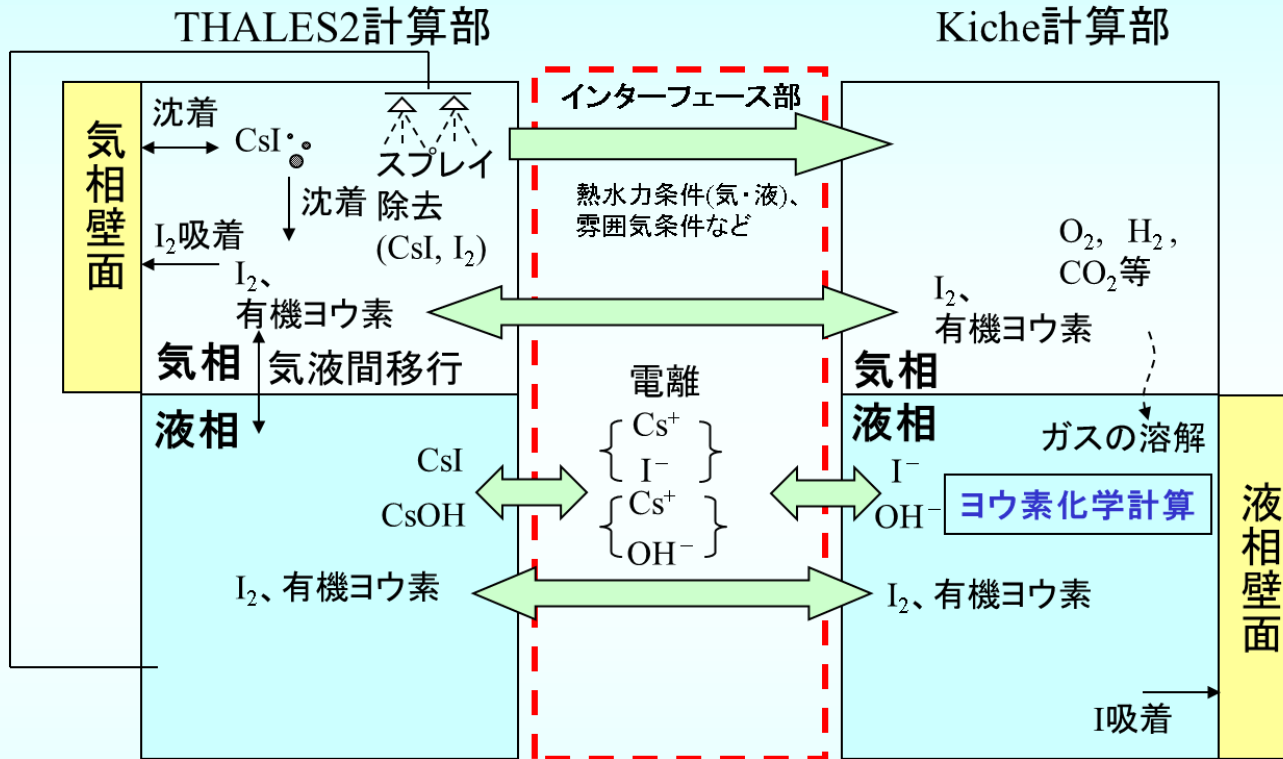 THALES2計算部
Kiche計算部
インターフェース部
気相壁面
沈着
CsI
沈着
スプレイ
除去
(CsI, I₂)
I₂吸着
I₂、
有機ヨウ素
気相
気液間移行
熱水力条件(気・液)、
雰囲気条件など
O₂, H₂,
CO₂等
I₂、
有機ヨウ素
気相
液相
CsI
CsOH
I₂、有機ヨウ素
電離
Cs⁺
I⁻
Cs⁺
OH⁻
液相
ガスの溶解
I⁻
OH⁻
ヨウ素化学計算
I₂、有機ヨウ素
I吸着
液相壁面